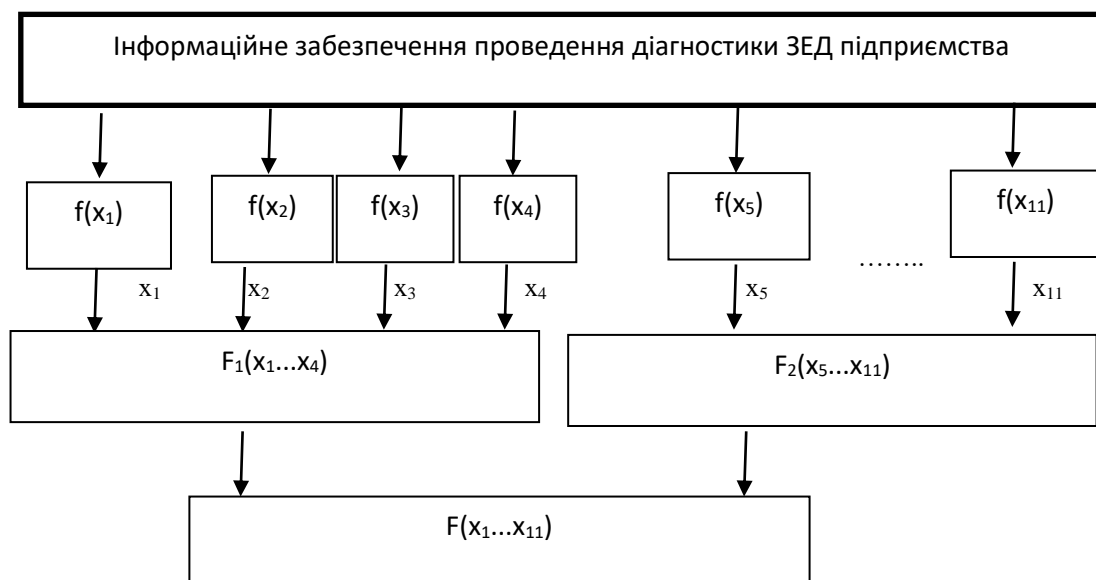 Інформаційне забезпечення проведення діагностики ЗЕД підприємства
f(x₁) f(x₂) f(x₃) f(x₄) f(x₅) f(x₁₁)
........
x₁ x₂ x₃ x₄ x₅ x₁₁
F₁(x₁...x₄) F₂(x₅...x₁₁)
F(x₁...x₁₁)